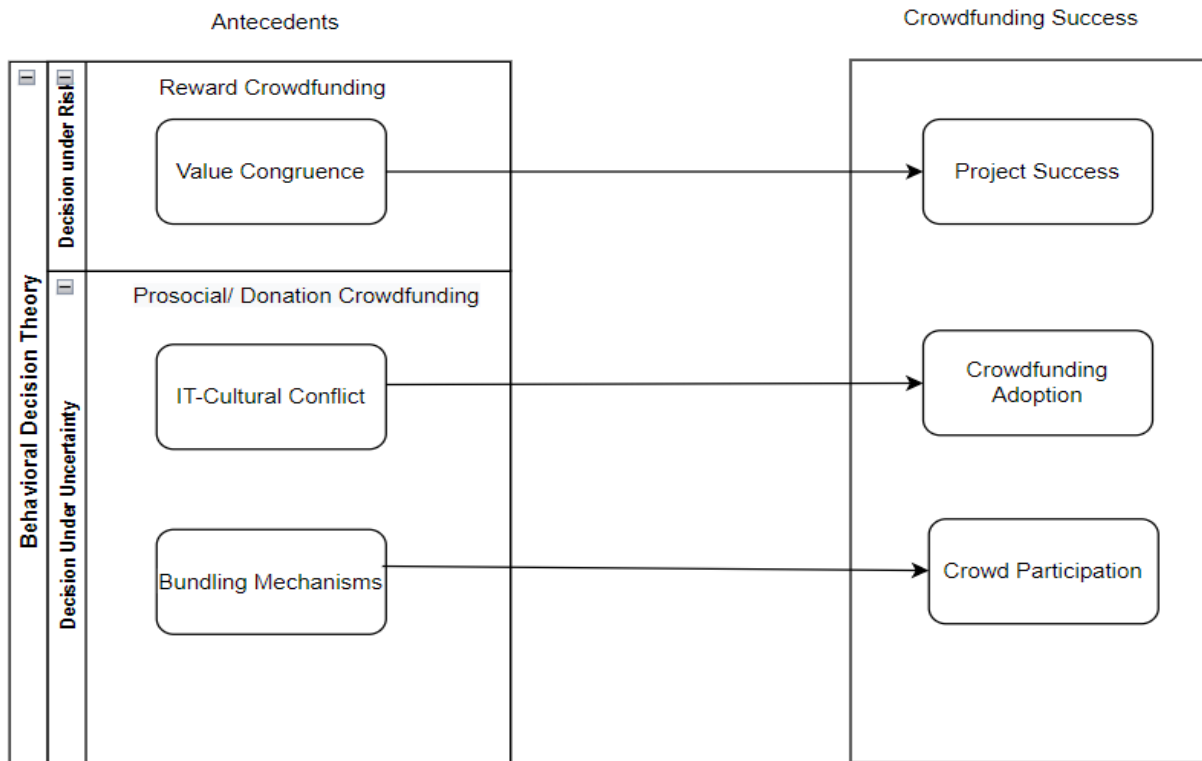 Antecedents
Crowdfunding Success
Behavioral Decision Theory
Decision under Risk
Reward Crowdfunding
Value Congruence
Project Success
Decision Under Uncertainty
Prosocial/ Donation Crowdfunding
IT-Cultural Conflict
Crowdfunding
Adoption
Bundling Mechanisms
Crowd Participation